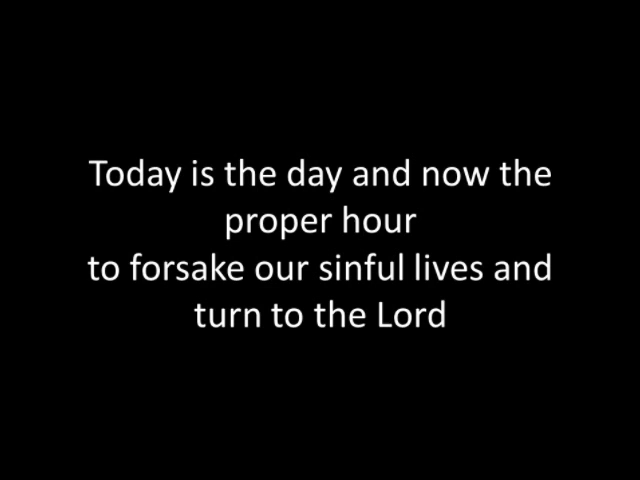 Today is the day and now the
proper hour
to forsake our sinful lives and
turn to the Lord